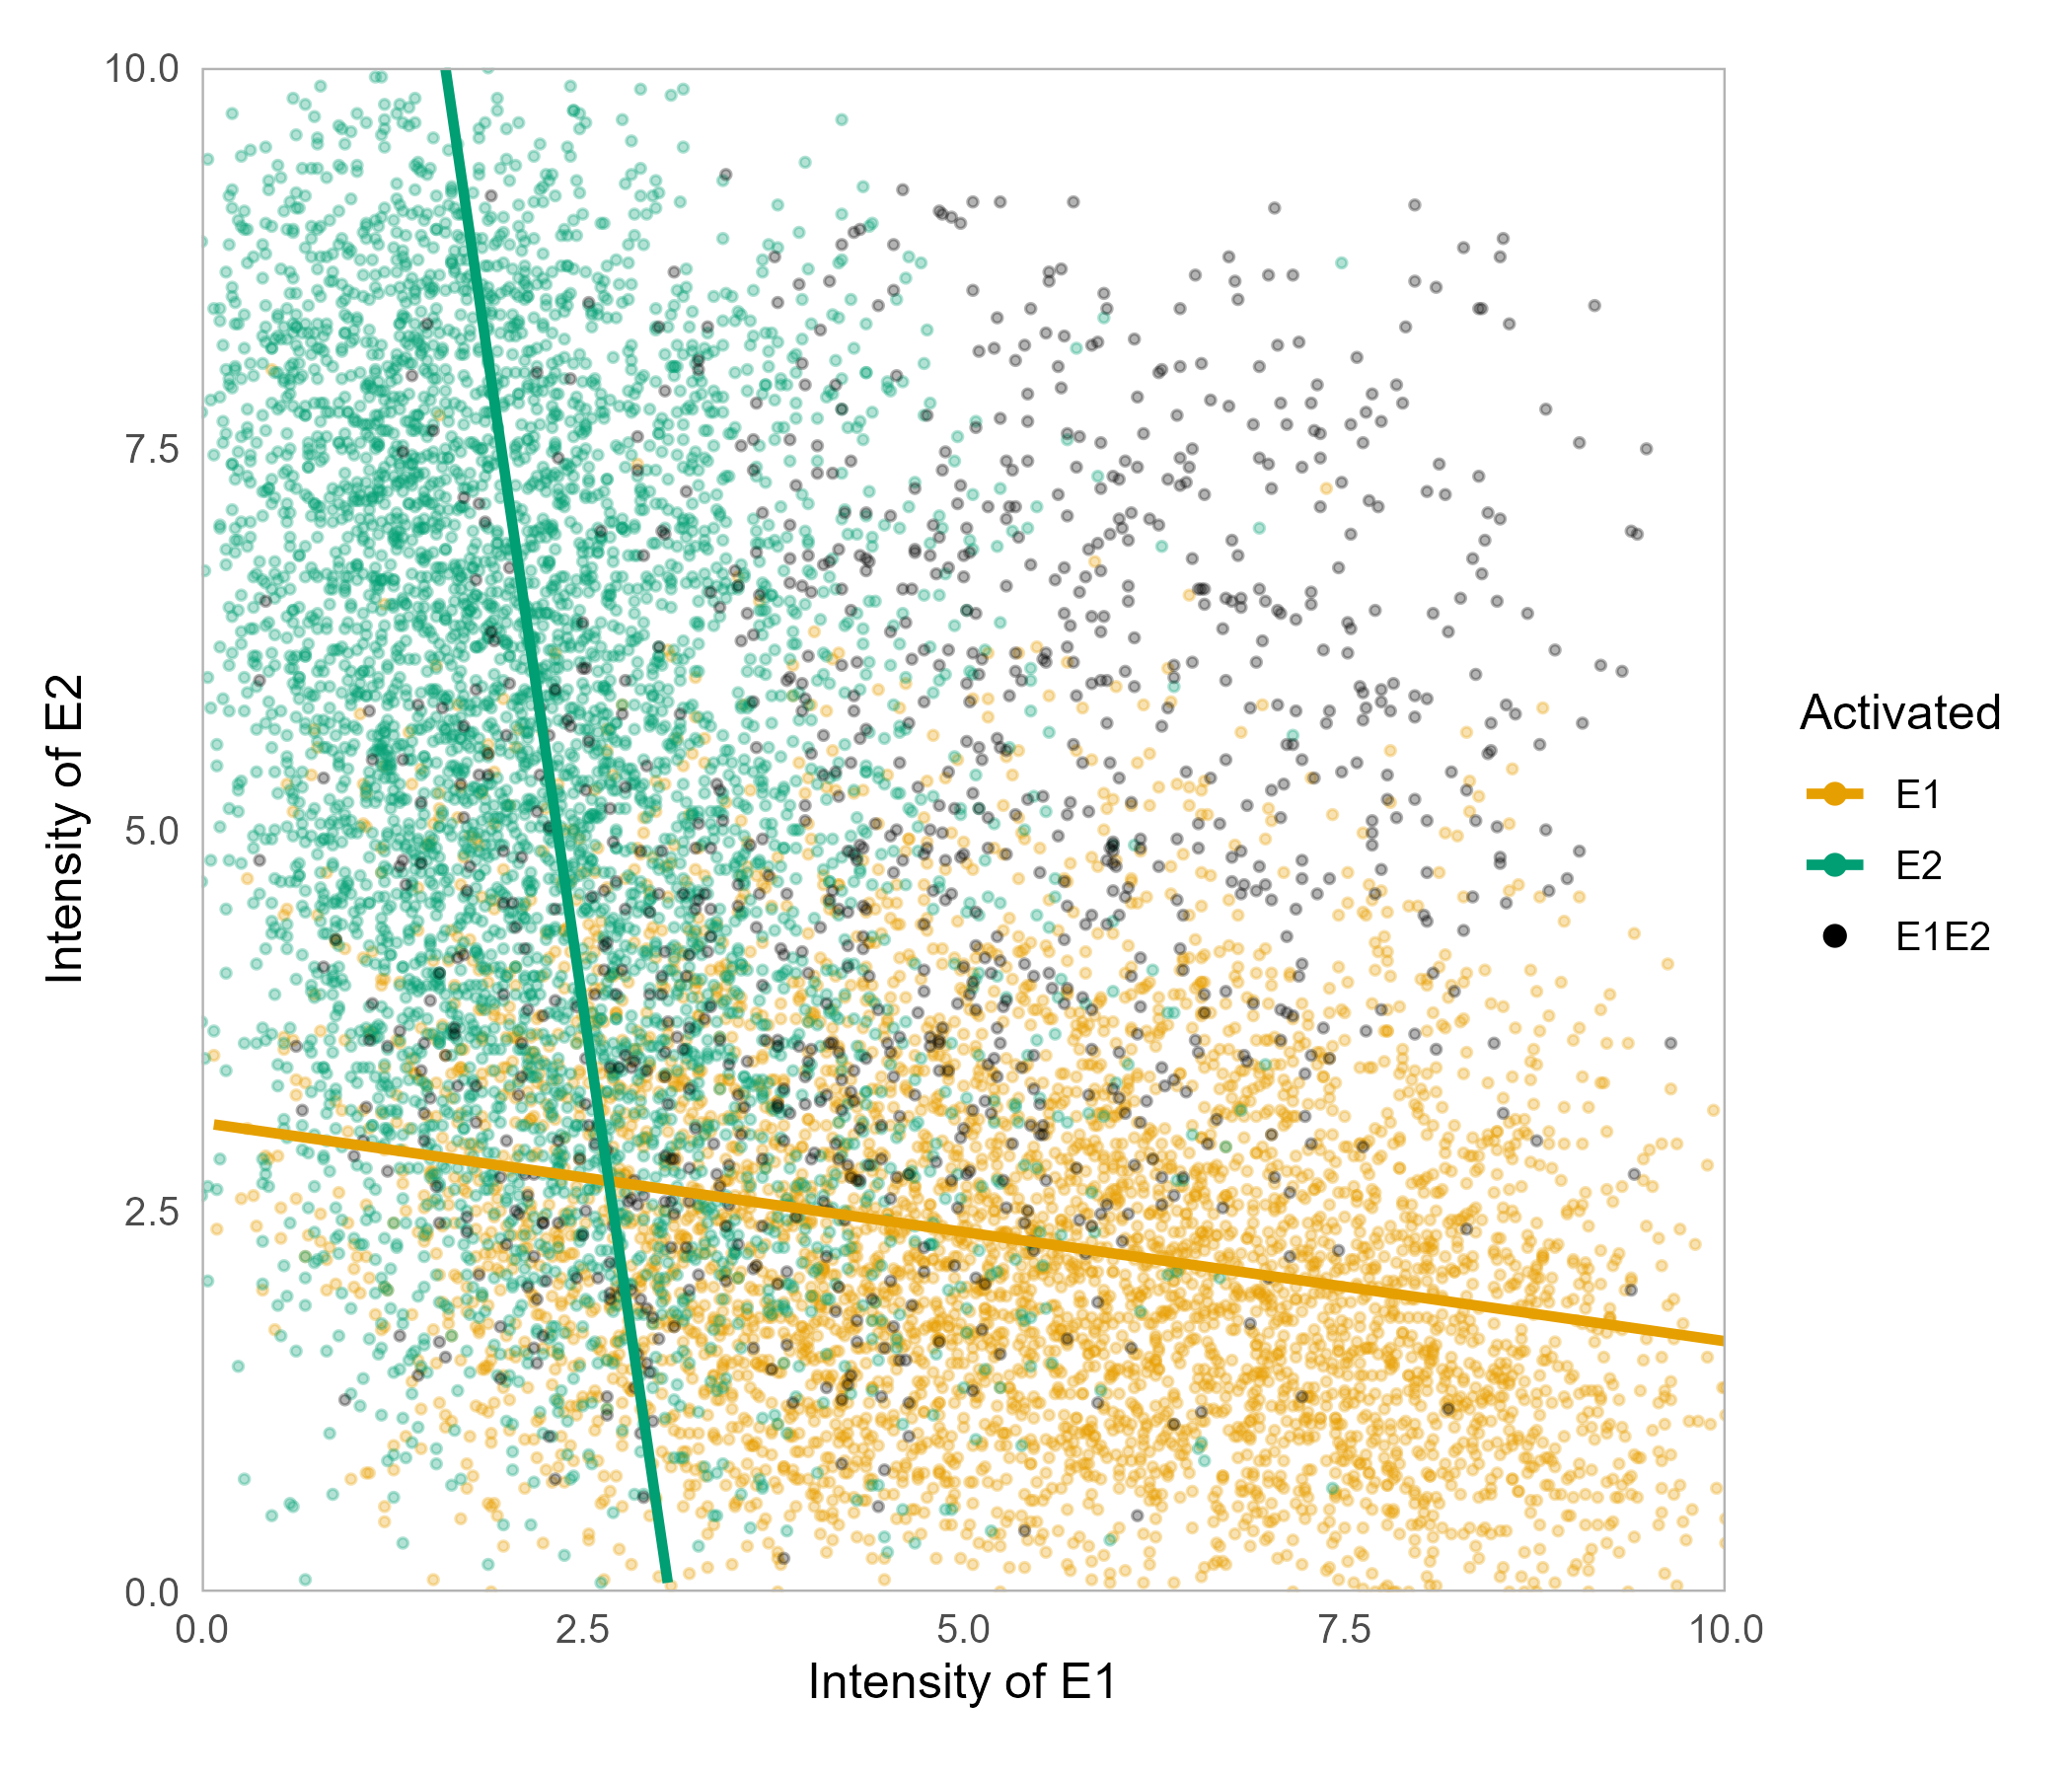 10.0
7.5
5.0
2.5
0.0
Intensity of E2
0.0 2.5 5.0 7.5 10.0
Intensity of E1
Activated
E1
E2
E1E2